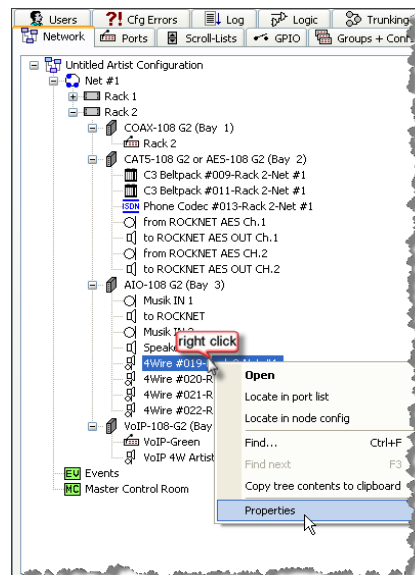 Users Cfg Errors Log Logic Trunking
Network Ports Scroll-Lists GPIO Groups + Conf
Untitled Artist Configuration
Net #1
Rack 1
Rack 2
COAX-108 G2 (Bay 1)
Rack 2
CAT5-108 G2 or AES-108 G2 (Bay 2)
C3 Beltpack #009-Rack 2-Net #1
C3 Beltpack #011-Rack 2-Net #1
ISDN Phone Codec #013-Rack 2-Net #1
from ROCKNET AES Ch.1
to ROCKNET AES OUT Ch.1
from ROCKNET AES CH.2
to ROCKNET AES OUT CH.2
AIO-108 G2 (Bay 3)
Musik IN 1
to ROCKNET
Musik IN
right click
Speake
4Wire #019-
4Wire #020-R
4Wire #021-R
4Wire #022-R
VoIP-108-G2 (Bay
VoIP-Green
VoIP 4W Artist
EV Events
MC Master Control Room
Open
Locate in port list
Locate in node config
Find... Ctrl+F
Find next F3
Copy tree contents to clipboard
Properties